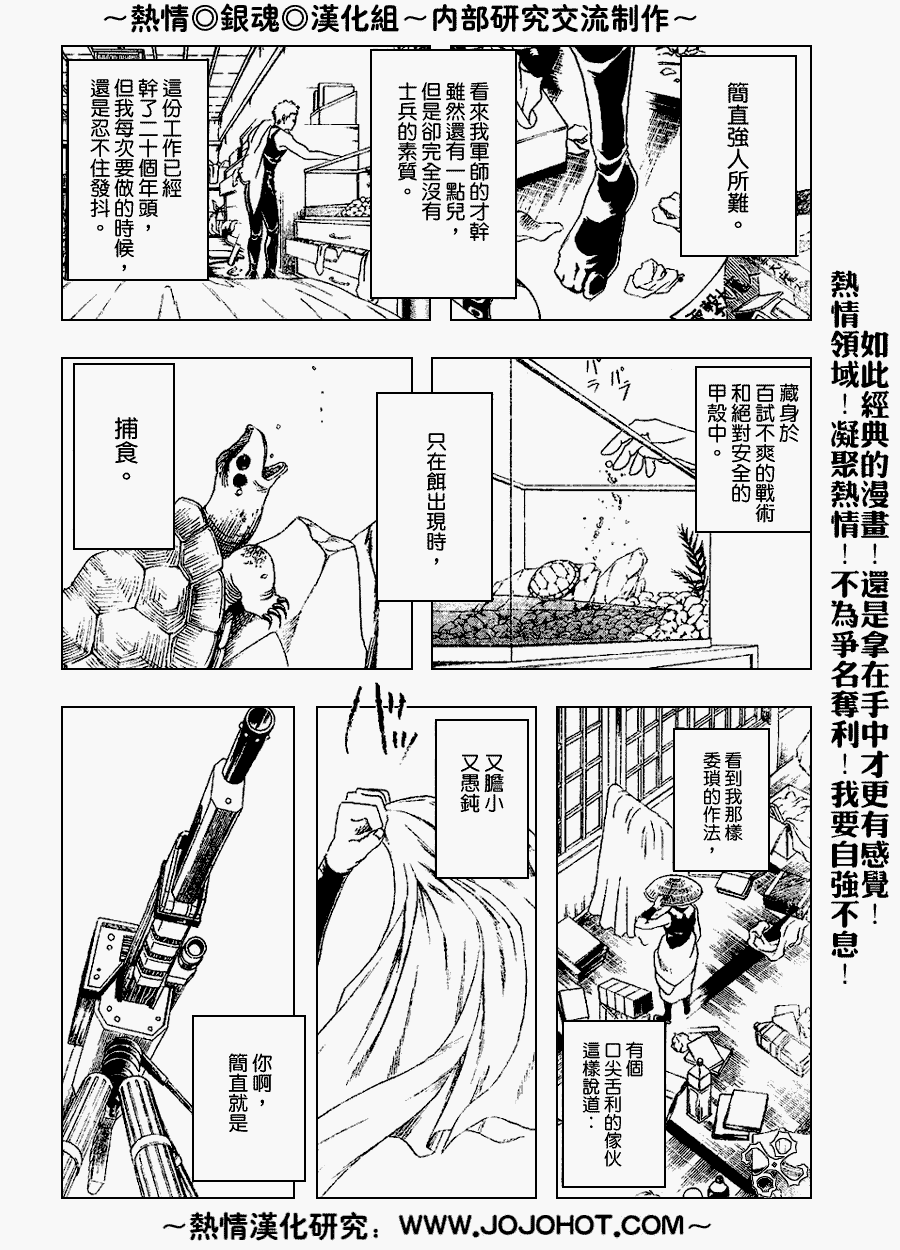 ～熱情◎銀魂◎漢化組～内部研究交流制作～
簡直強人所難。
看來我軍師的才幹
雖然還有一點兒，
但是卻完全沒有
士兵的素質。
這份工作已經
幹了二十個年頭，
但我每次要做的時候，
還是忍不住發抖。
藏身於
百試不爽的戰術
和絕對安全的
甲殼中。
只在餌出現時，
捕食。
看到我那樣
委瑣的作法，
有個
口尖舌利的傢伙
這樣說道：
又膽小
又愚鈍
你啊，
簡直就是
如此經典的漫畫！還是拿在手中才更有感覺！
熱情領域！凝聚熱情！不為爭名奪利！我要自強不息！
～熱情漢化研究：WWW.JOJOHOT.COM～